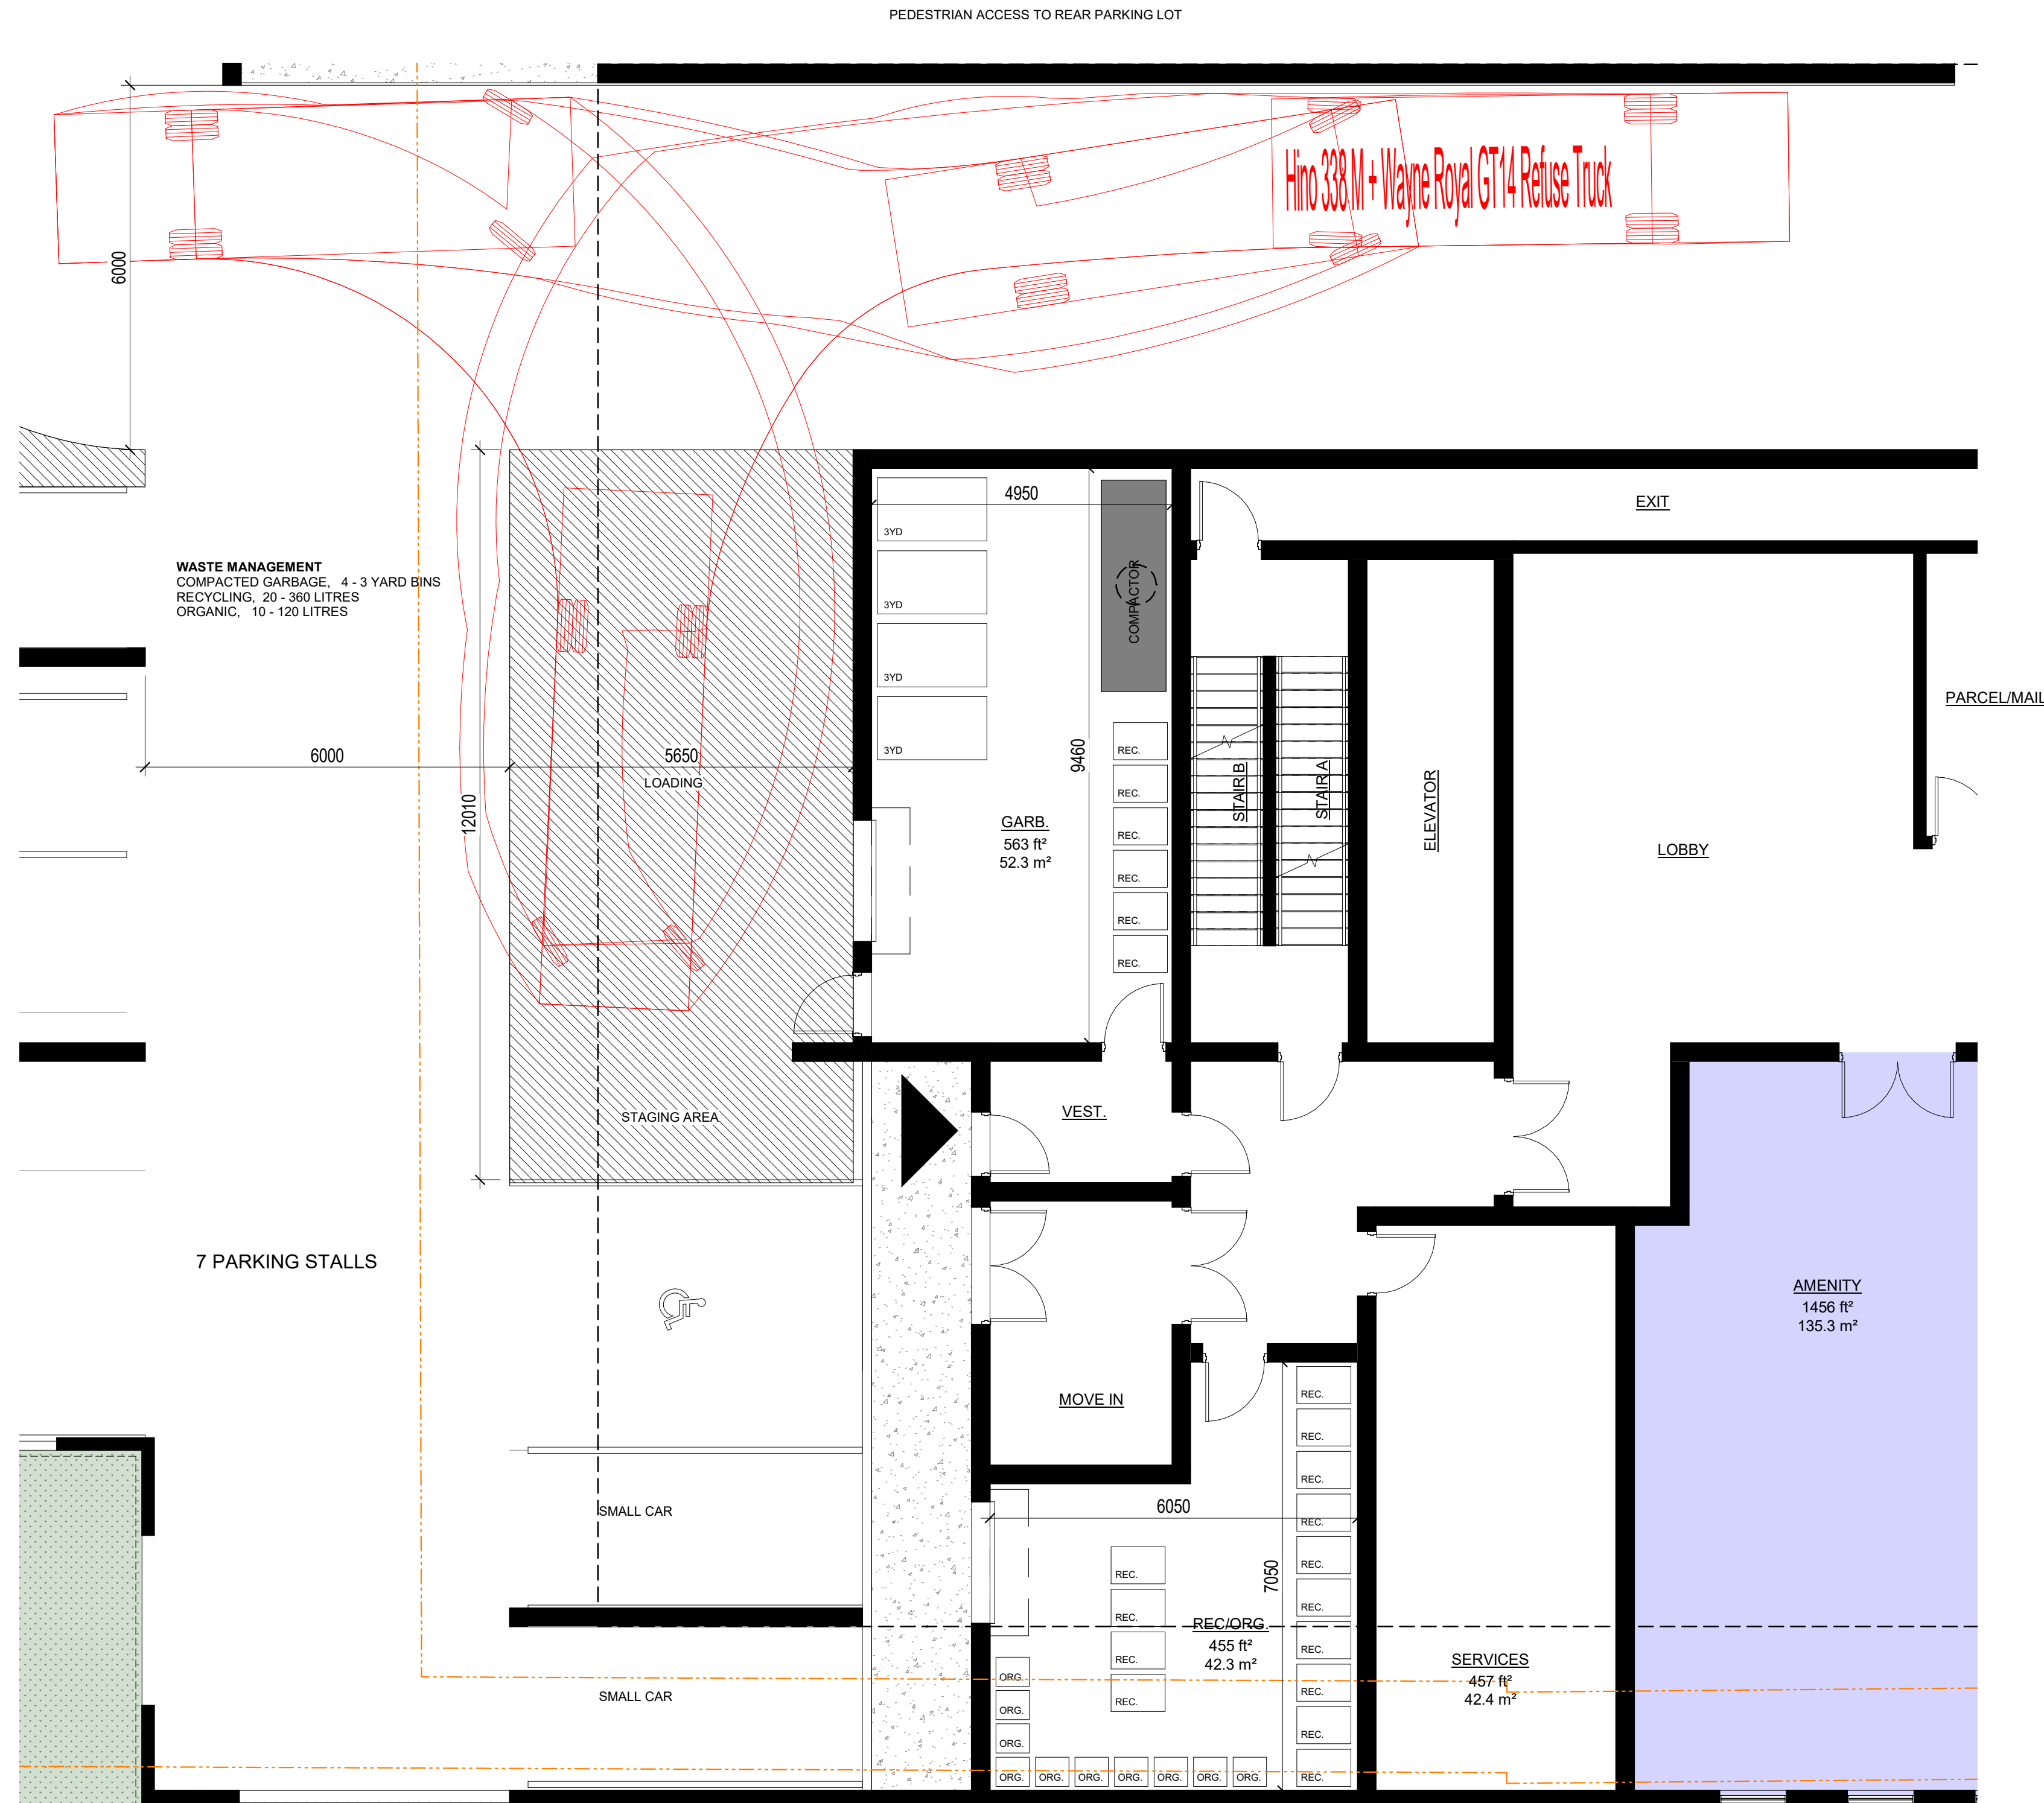 PEDESTRIAN ACCESS TO REAR PARKING LOT
Hino 338 M + Wayne Royal GT14 Refuse Truck
6000
4950
EXIT
3YD
3YD
3YD
3YD
COMPACTOR
WASTE MANAGEMENT
COMPACTED GARBAGE, 4 - 3 YARD BINS
RECYCLING, 20 - 360 LITRES
ORGANIC, 10 - 120 LITRES
PARCEL/MAIL
6000
5650
LOADING
12010
9460
REC.
REC.
REC.
REC.
REC.
REC.
GARB.
563 ft²
52.3 m²
STAIR B
STAIR A
ELEVATOR
LOBBY
STAGING AREA
VEST.
7 PARKING STALLS
AMENITY
1456 ft²
135.3 m²
MOVE IN
SMALL CAR
6050
7050
REC.
REC.
REC.
REC.
REC.
REC.
REC.
REC.
REC.
REC.
REC.
REC.
REC.
REC.
REC/ORG.
455 ft²
42.3 m²
SERVICES
457 ft²
42.4 m²
SMALL CAR
ORG.
ORG.
ORG.
ORG. ORG. ORG. ORG. ORG. ORG. ORG.